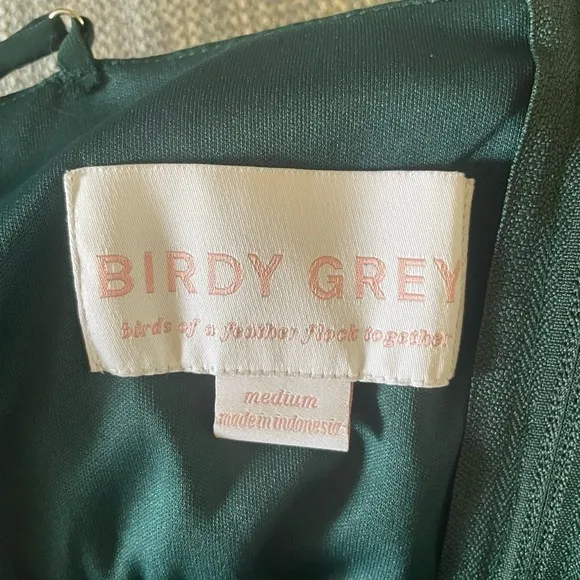 BIRDY GREY
birds of a feather flock together
medium
made in indonesia